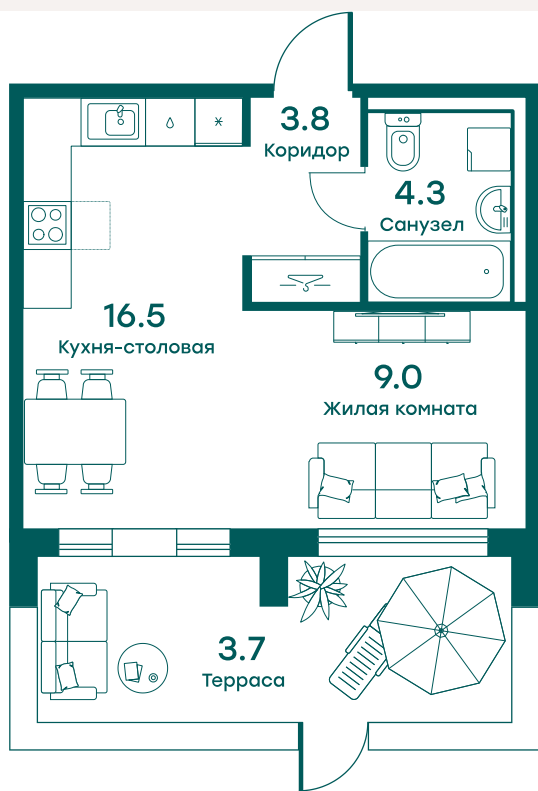 3.8
Коридор
4.3
Санузел
16.5
Кухня-столовая
9.0
Жилая комната
3.7
Терраса